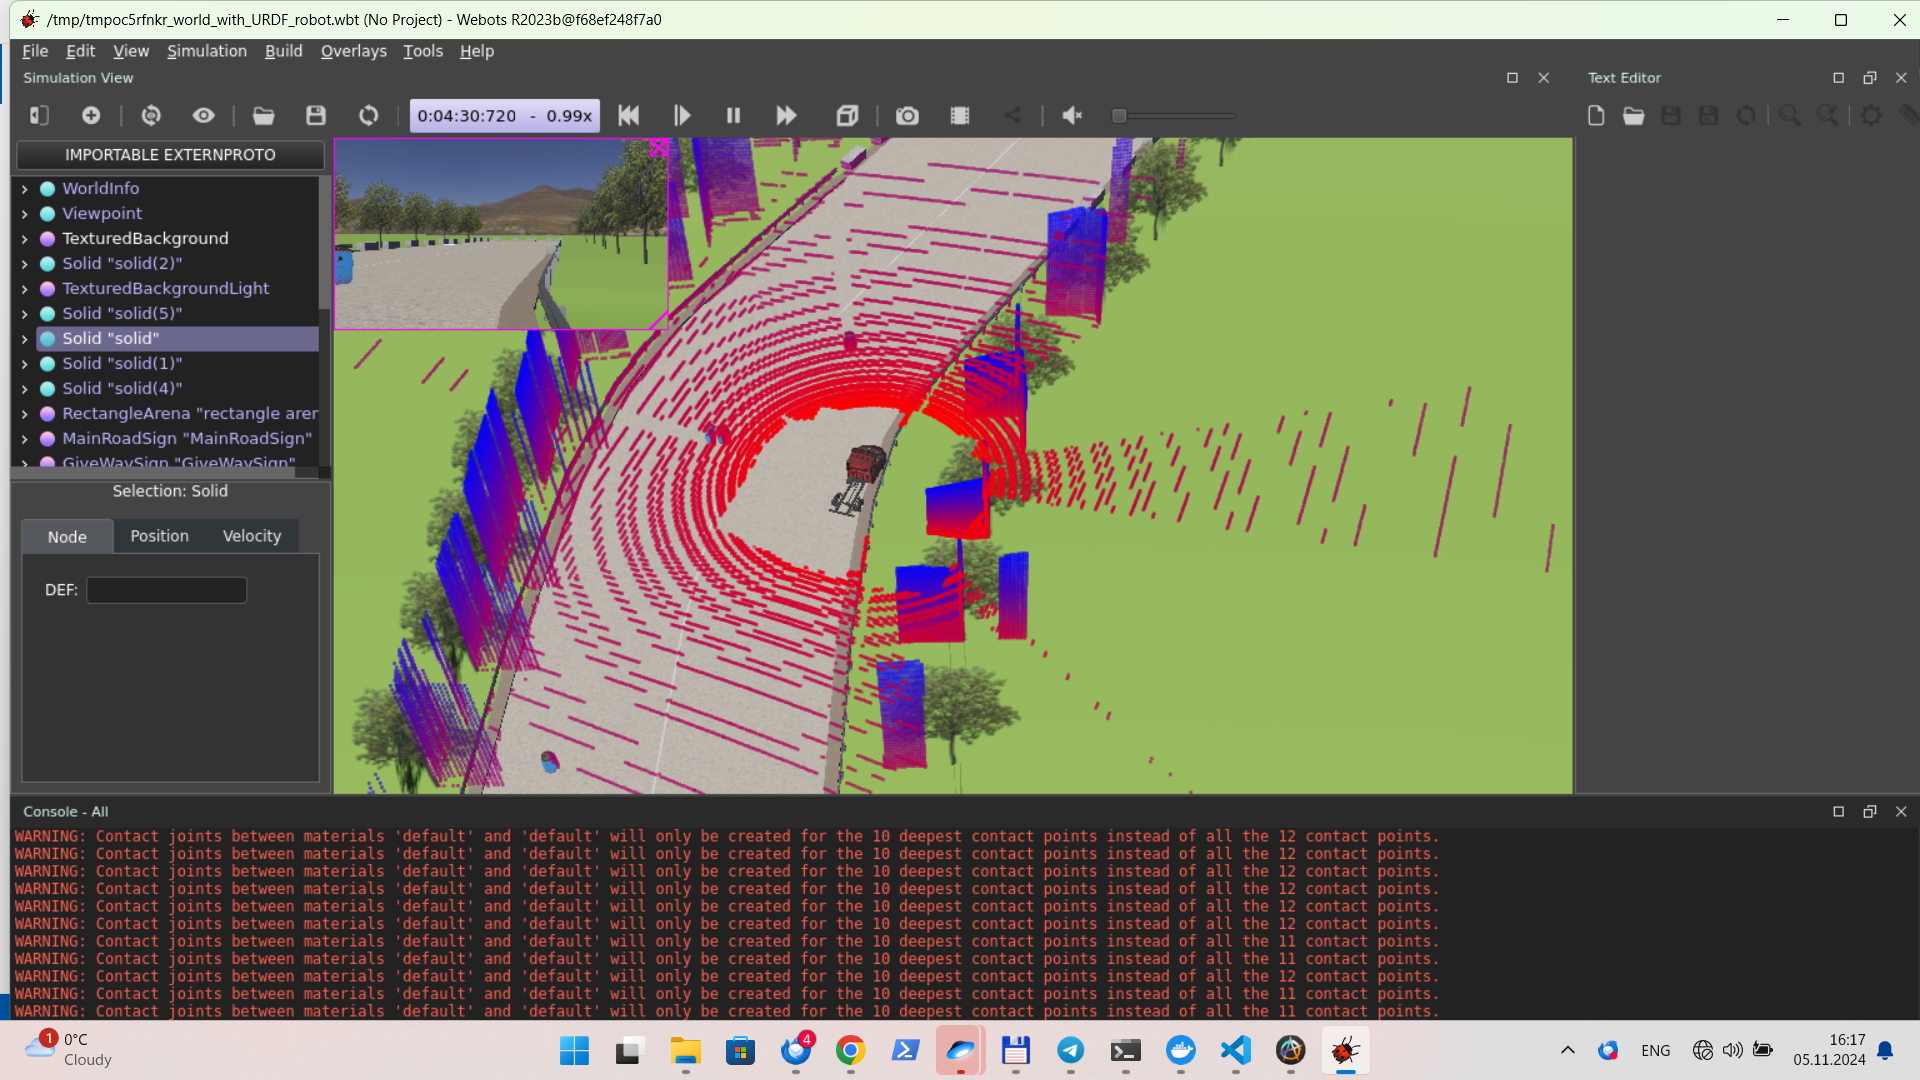 /tmp/tmpoc5rfnkr_world_with_URDF_robot.wbt (No Project) - Webots R2023b@f68ef248f7a0
File Edit View Simulation Build Overlays Tools Help
Simulation View
Text Editor
0:04:30:720 - 0.99x
IMPORTABLE EXTERNPROTO
WorldInfo
Viewpoint
TexturedBackground
Solid "solid(2)"
TexturedBackgroundLight
Solid "solid(5)"
Solid "solid"
Solid "solid(1)"
Solid "solid(4)"
RectangleArena "rectangle arer
MainRoadSign "MainRoadSign"
GiveWaySign "GiveWaySign"
Selection: Solid
Node Position Velocity
DEF:
Console - All
WARNING: Contact joints between materials 'default' and 'default' will only be created for the 10 deepest contact points instead of all the 12 contact points.
WARNING: Contact joints between materials 'default' and 'default' will only be created for the 10 deepest contact points instead of all the 12 contact points.
WARNING: Contact joints between materials 'default' and 'default' will only be created for the 10 deepest contact points instead of all the 12 contact points.
WARNING: Contact joints between materials 'default' and 'default' will only be created for the 10 deepest contact points instead of all the 12 contact points.
WARNING: Contact joints between materials 'default' and 'default' will only be created for the 10 deepest contact points instead of all the 12 contact points.
WARNING: Contact joints between materials 'default' and 'default' will only be created for the 10 deepest contact points instead of all the 12 contact points.
WARNING: Contact joints between materials 'default' and 'default' will only be created for the 10 deepest contact points instead of all the 11 contact points.
WARNING: Contact joints between materials 'default' and 'default' will only be created for the 10 deepest contact points instead of all the 11 contact points.
WARNING: Contact joints between materials 'default' and 'default' will only be created for the 10 deepest contact points instead of all the 12 contact points.
WARNING: Contact joints between materials 'default' and 'default' will only be created for the 10 deepest contact points instead of all the 11 contact points.
WARNING: Contact joints between materials 'default' and 'default' will only be created for the 10 deepest contact points instead of all the 11 contact points.
1
0°C
Cloudy
4
ENG
16:17
05.11.2024